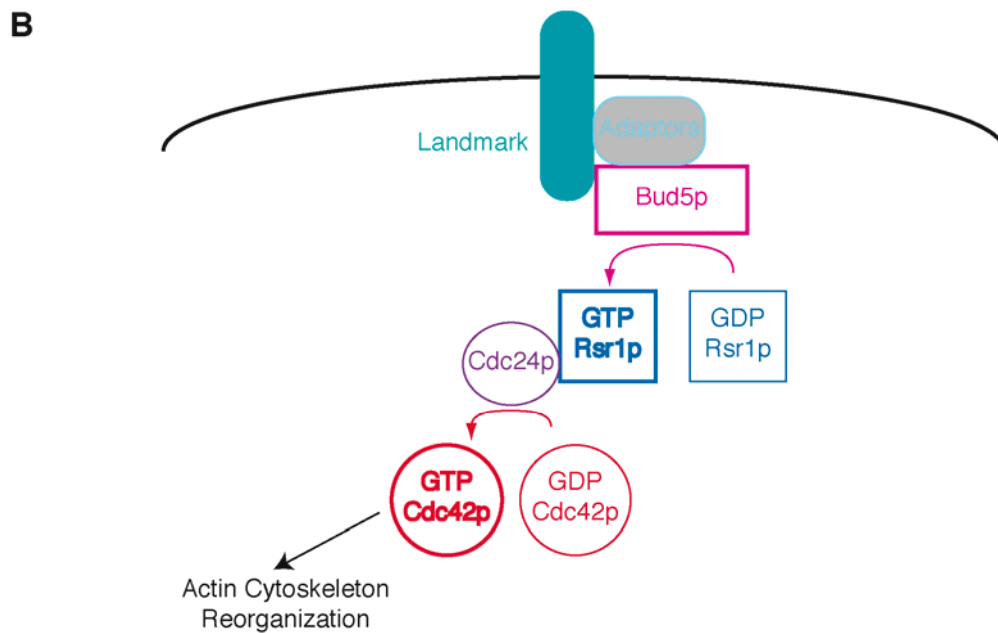 B
Adaptors
Landmark
Bud5p
GTP
Rsr1p
GDP
Rsr1p
Cdc24p
GTP
Cdc42p
GDP
Cdc42p
Actin Cytoskeleton
Reorganization